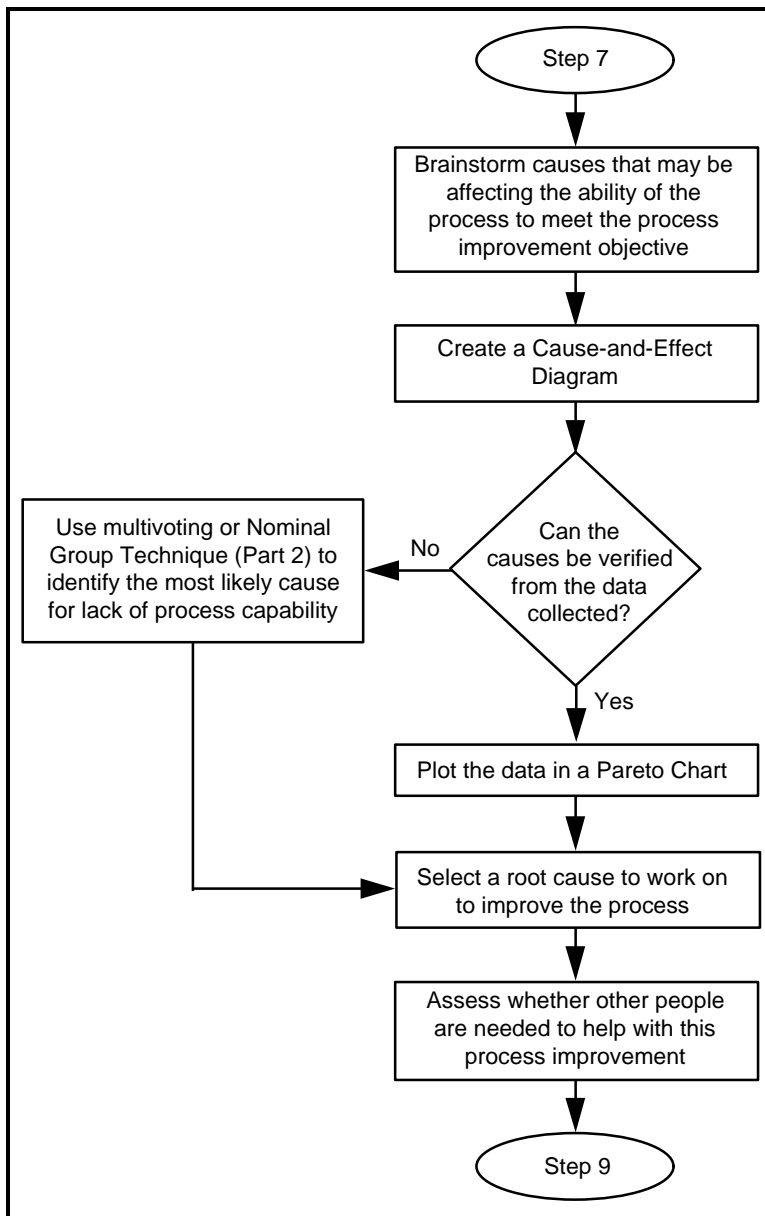 Step 7
Brainstorm causes that may be
affecting the ability of the
process to meet the process
improvement objective
Create a Cause-and-Effect
Diagram
Can the
causes be verified
from the data
collected?
No
Use multivoting or Nominal
Group Technique (Part 2) to
identify the most likely cause
for lack of process capability
Yes
Plot the data in a Pareto Chart
Select a root cause to work on
to improve the process
Assess whether other people
are needed to help with this
process improvement
Step 9